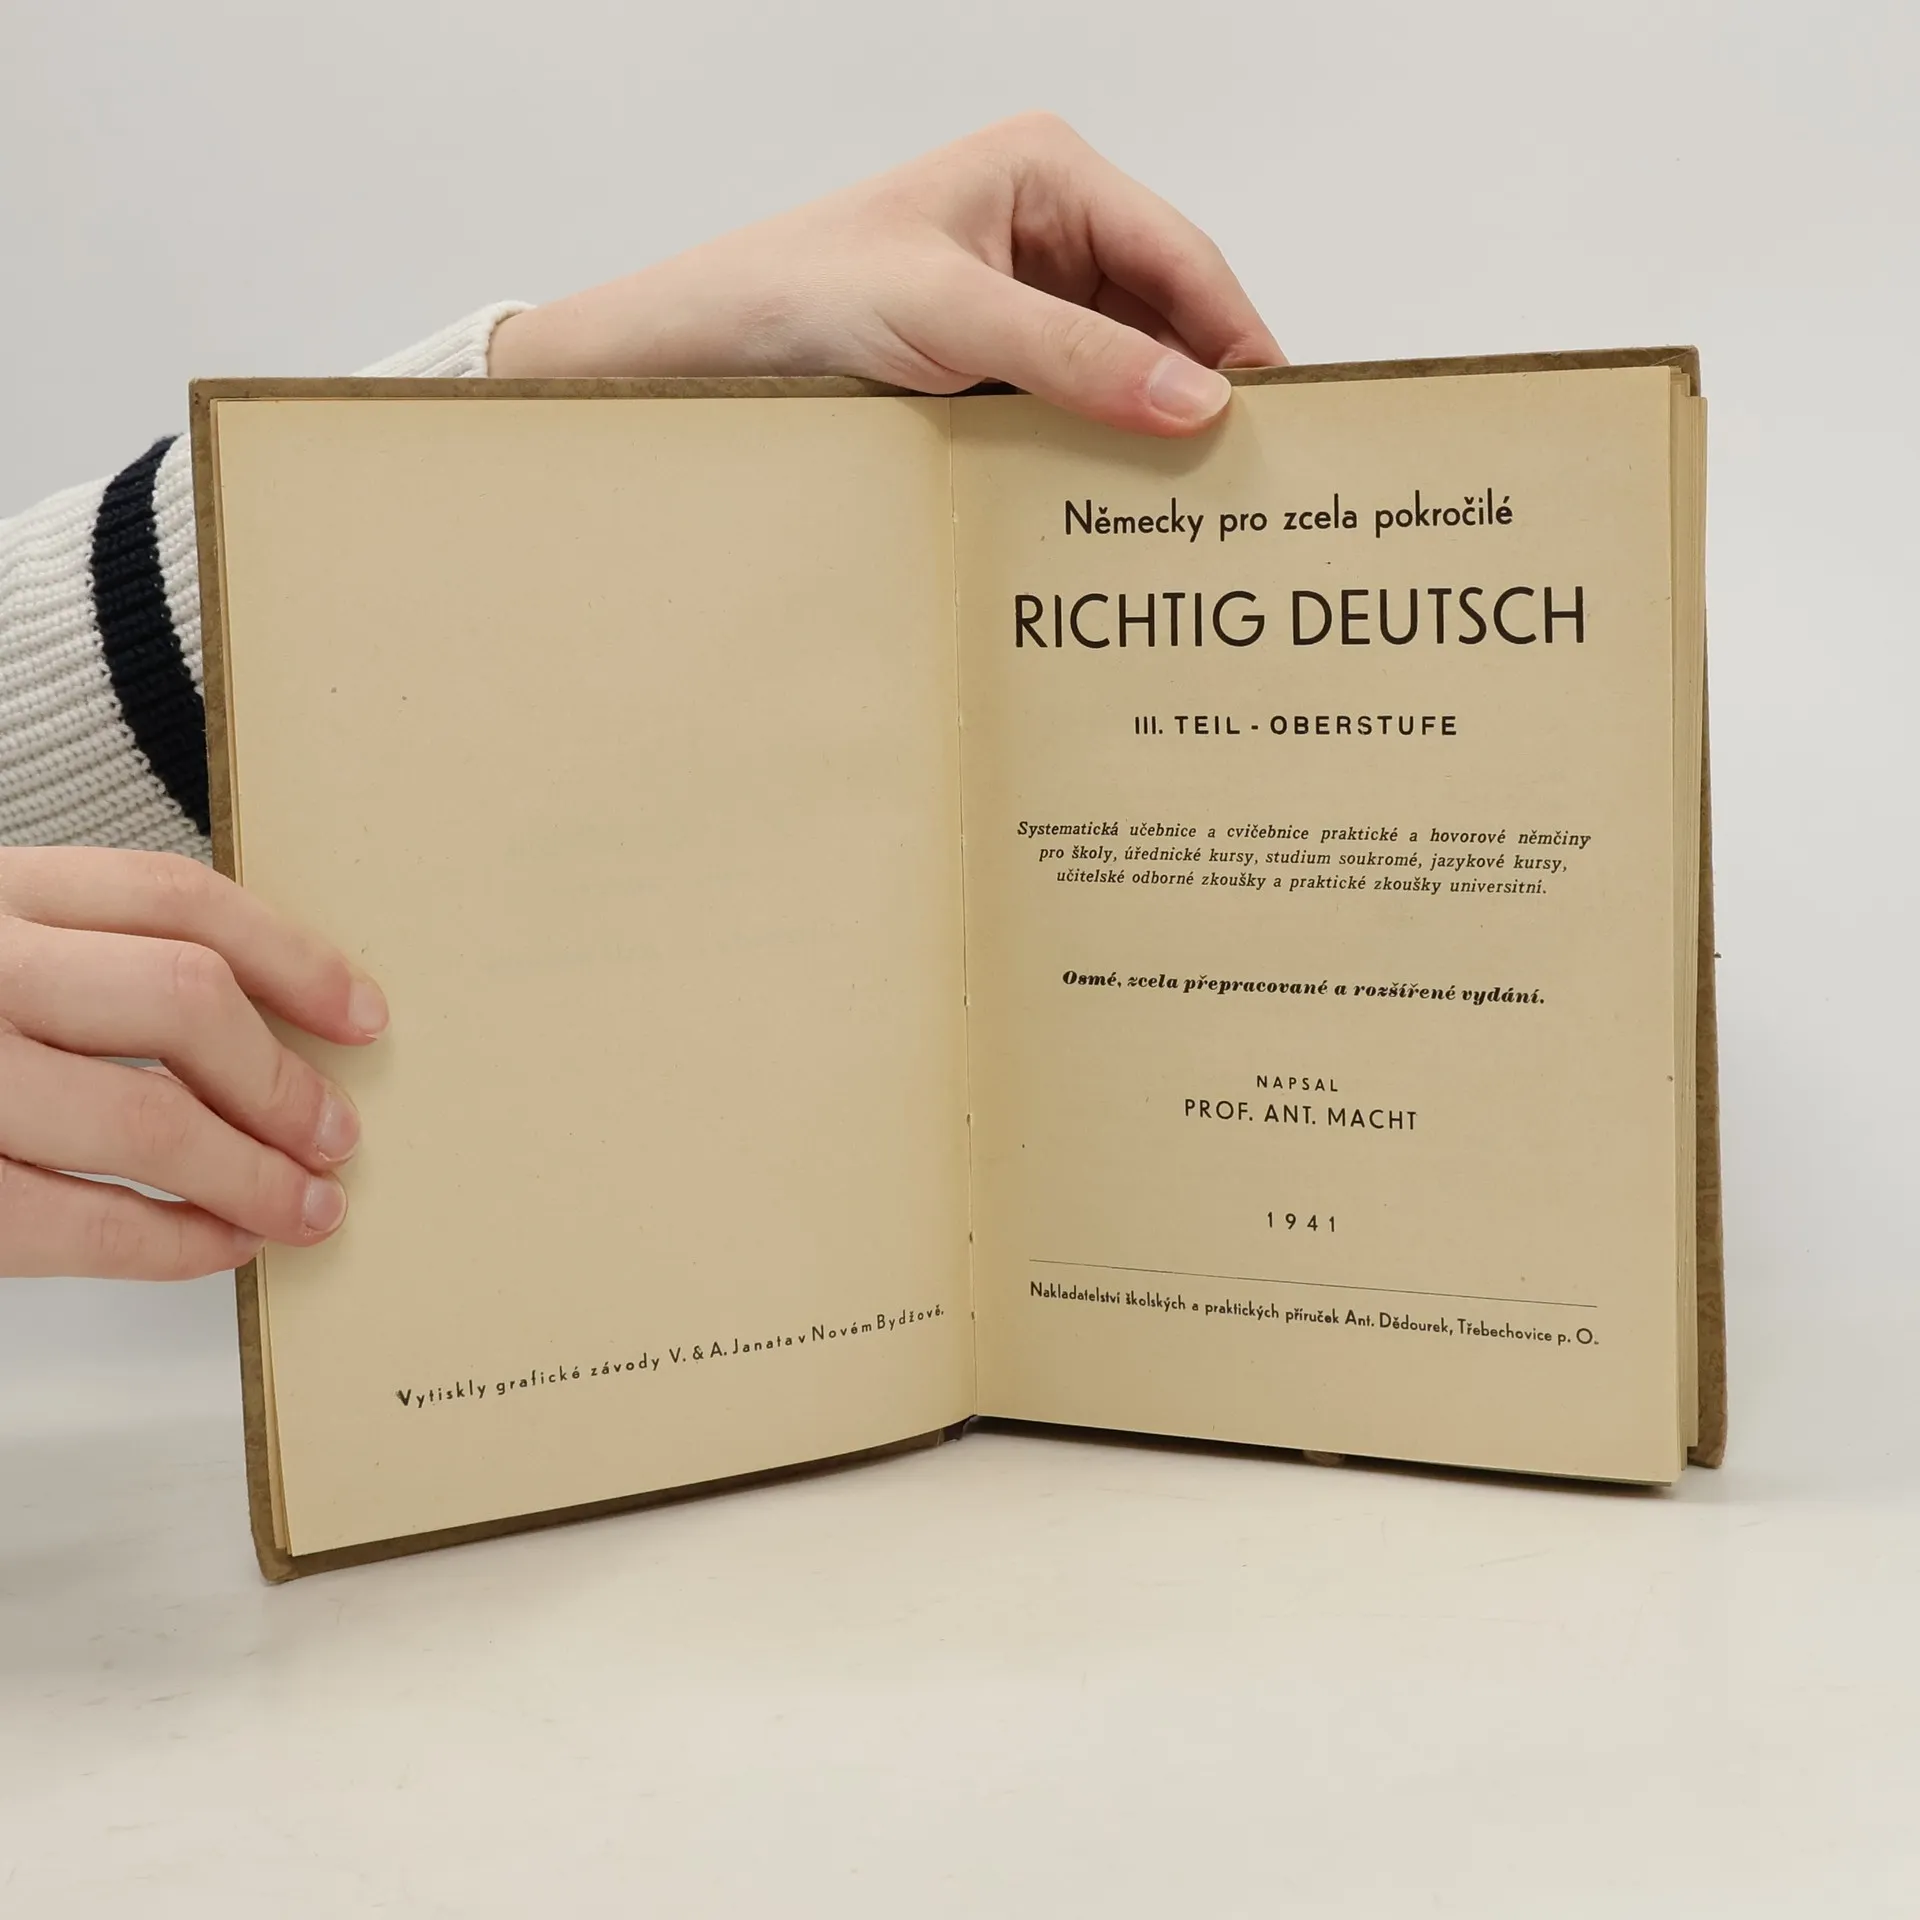 Vytiskly grafické závody V. & A. Janata v Novém Bydžově.
Německy pro zcela pokročilé
RICHTIG DEUTSCH
III. TEIL - OBERSTUFE
Systematická učebnice a cvičebnice praktické a hovorové němčiny
pro školy, úřednické kursy, studium soukromé, jazykové kursy,
učitelské odborné zkoušky a praktické zkoušky universitní.
Osmé, zcela přepracované a rozšířené vydání.
NAPSAL
PROF. ANT. MACHT
1941
Nakladatelství školských a praktických příruček Ant. Dědourek, Třebechovice p. O.